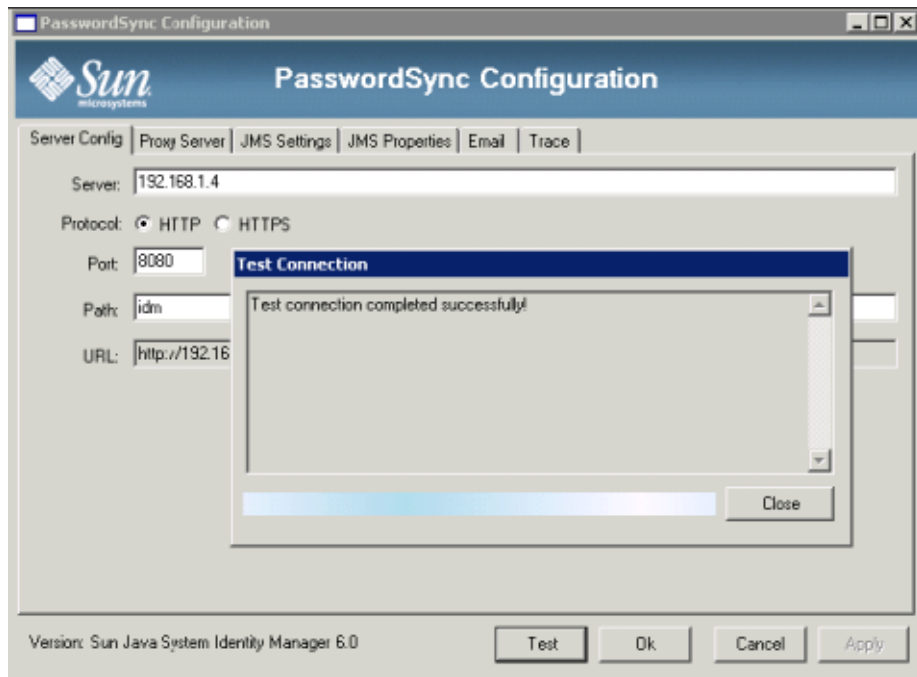 PasswordSync Configuration
Sun
microsystems
PasswordSync Configuration
Server Config Proxy Server JMS Settings JMS Properties Email Trace
Server: 192.168.1.4
Protocol: HTTP HTTPS
Port: 8080
Test Connection
Test connection completed successfully!
Path: idm
URL: http://192.16
Close
Version: Sun Java System Identity Manager 6.0
Test Ok Cancel Apply